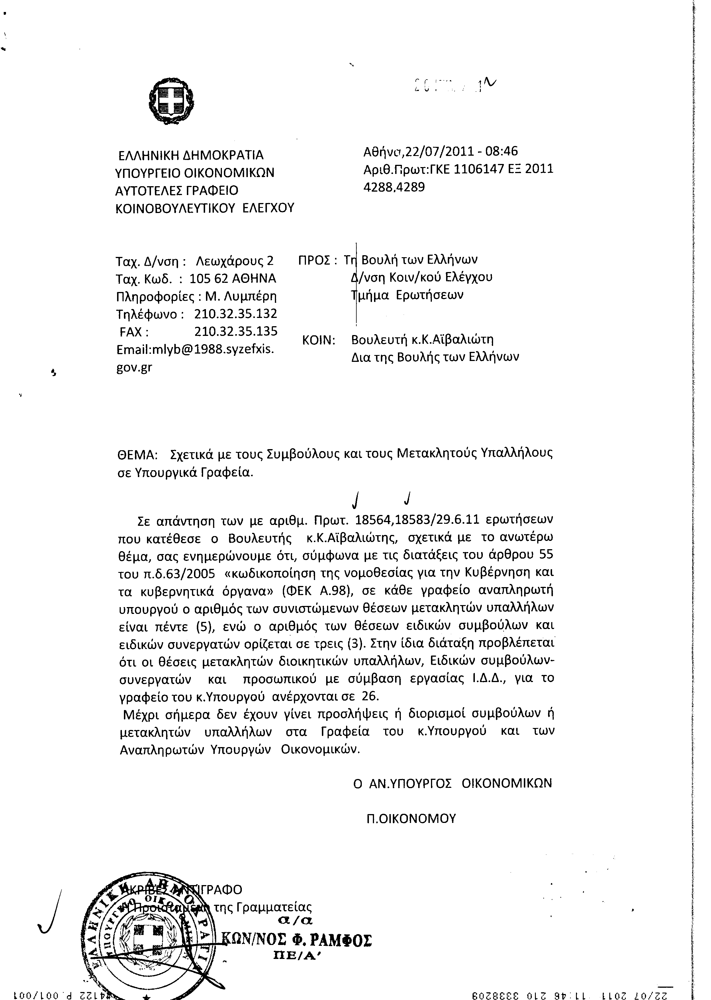 ΕΛΛΗΝΙΚΗ ΔΗΜΟΚΡΑΤΙΑ
ΥΠΟΥΡΓΕΙΟ ΟΙΚΟΝΟΜΙΚΩΝ
ΑΥΤΟΤΕΛΕΣ ΓΡΑΦΕΙΟ
ΚΟΙΝΟΒΟΥΛΕΥΤΙΚΟΥ ΕΛΕΓΧΟΥ
Αθήνα,22/07/2011 - 08:46
Αριθ.Πρωτ:ΓΚΕ 1106147 ΕΞ 2011
4288,4289
Ταχ. Δ/νση : Λεωχάρους 2
Ταχ. Κωδ. : 105 62 ΑΘΗΝΑ
Πληροφορίες : Μ. Λυμπέρη
Τηλέφωνο : 210.32.35.132
FAX : 210.32.35.135
Email:mlyb@1988.syzefxis.
gov.gr
ΠΡΟΣ : Τη Βουλή των Ελλήνων
Δ/νση Κοιν/κού Ελέγχου
Τμήμα Ερωτήσεων
ΚΟΙΝ: Βουλευτή κ.Κ.Αϊβαλιώτη
Δια της Βουλής των Ελλήνων
ΘΕΜΑ: Σχετικά με τους Συμβούλους και τους Μετακλητούς Υπαλλήλους
σε Υπουργικά Γραφεία.
Σε απάντηση των με αριθμ. Πρωτ. 18564,18583/29.6.11 ερωτήσεων
που κατέθεσε ο Βουλευτής κ.Κ.Αϊβαλιώτης, σχετικά με το ανωτέρω
θέμα, σας ενημερώνουμε ότι, σύμφωνα με τις διατάξεις του άρθρου 55
του π.δ.63/2005 «κωδικοποίηση της νομοθεσίας για την Κυβέρνηση και
τα κυβερνητικά όργανα» (ΦΕΚ Α.98), σε κάθε γραφείο αναπληρωτή
υπουργού ο αριθμός των συνιστώμενων θέσεων μετακλητών υπαλλήλων
είναι πέντε (5), ενώ ο αριθμός των θέσεων ειδικών συμβούλων και
ειδικών συνεργατών ορίζεται σε τρεις (3). Στην ίδια διάταξη προβλέπεται
ότι οι θέσεις μετακλητών διοικητικών υπαλλήλων, Ειδικών συμβούλων-
συνεργατών και προσωπικού με σύμβαση εργασίας Ι.Δ.Δ., για το
γραφείο του κ.Υπουργού ανέρχονται σε 26.
Μέχρι σήμερα δεν έχουν γίνει προσλήψεις ή διορισμοί συμβούλων ή
μετακλητών υπαλλήλων στα Γραφεία του κ.Υπουργού και των
Αναπληρωτών Υπουργών Οικονομικών.
Ο ΑΝ.ΥΠΟΥΡΓΟΣ ΟΙΚΟΝΟΜΙΚΩΝ
Π.ΟΙΚΟΝΟΜΟΥ
ΑΚΡΙΒΕΣ ΑΝΤΙΓΡΑΦΟ
Η Προϊσταμένη της Γραμματείας
α/α
ΚΩΝ/ΝΟΣ Φ. ΡΑΜΦΟΣ
ΠΕ/Α'
ΕΛΛΗΝΙΚΗ ΔΗΜΟΚΡΑΤΙΑ
ΥΠΟΥΡΓΕΙΟ ΟΙΚΟΝΟΜΙΚΩΝ
22/07 2011 11:46 210 3338209
P.001/001